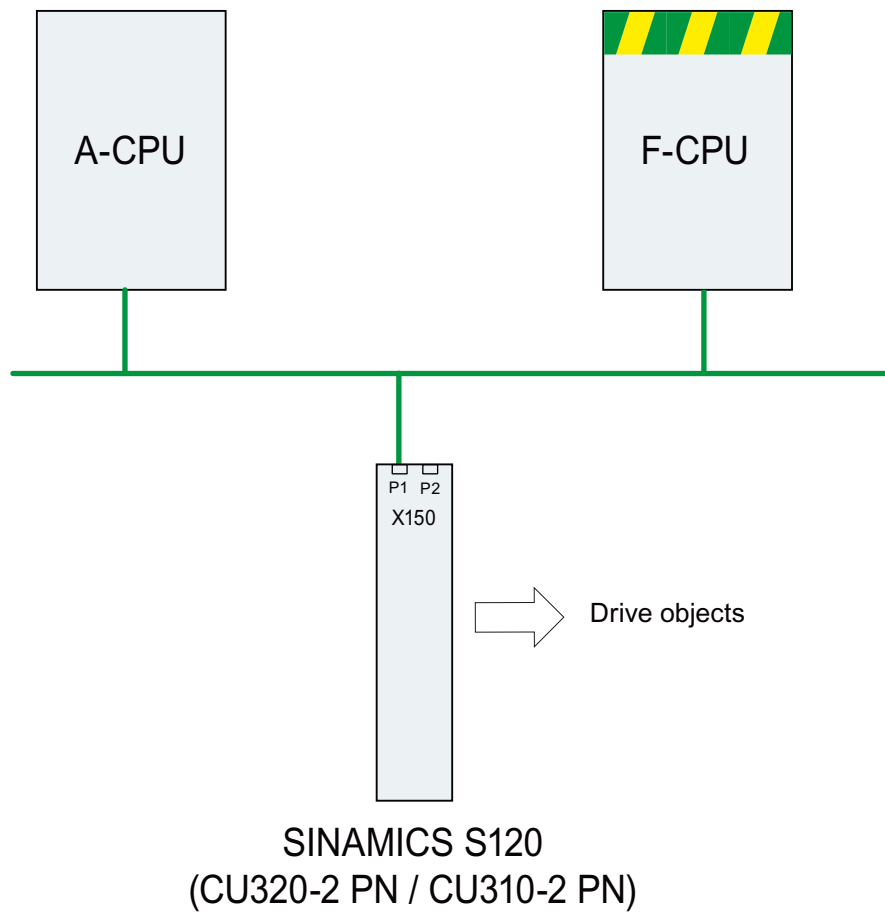 A-CPU
F-CPU
P1 P2
X150
Drive objects
SINAMICS S120
(CU320-2 PN / CU310-2 PN)